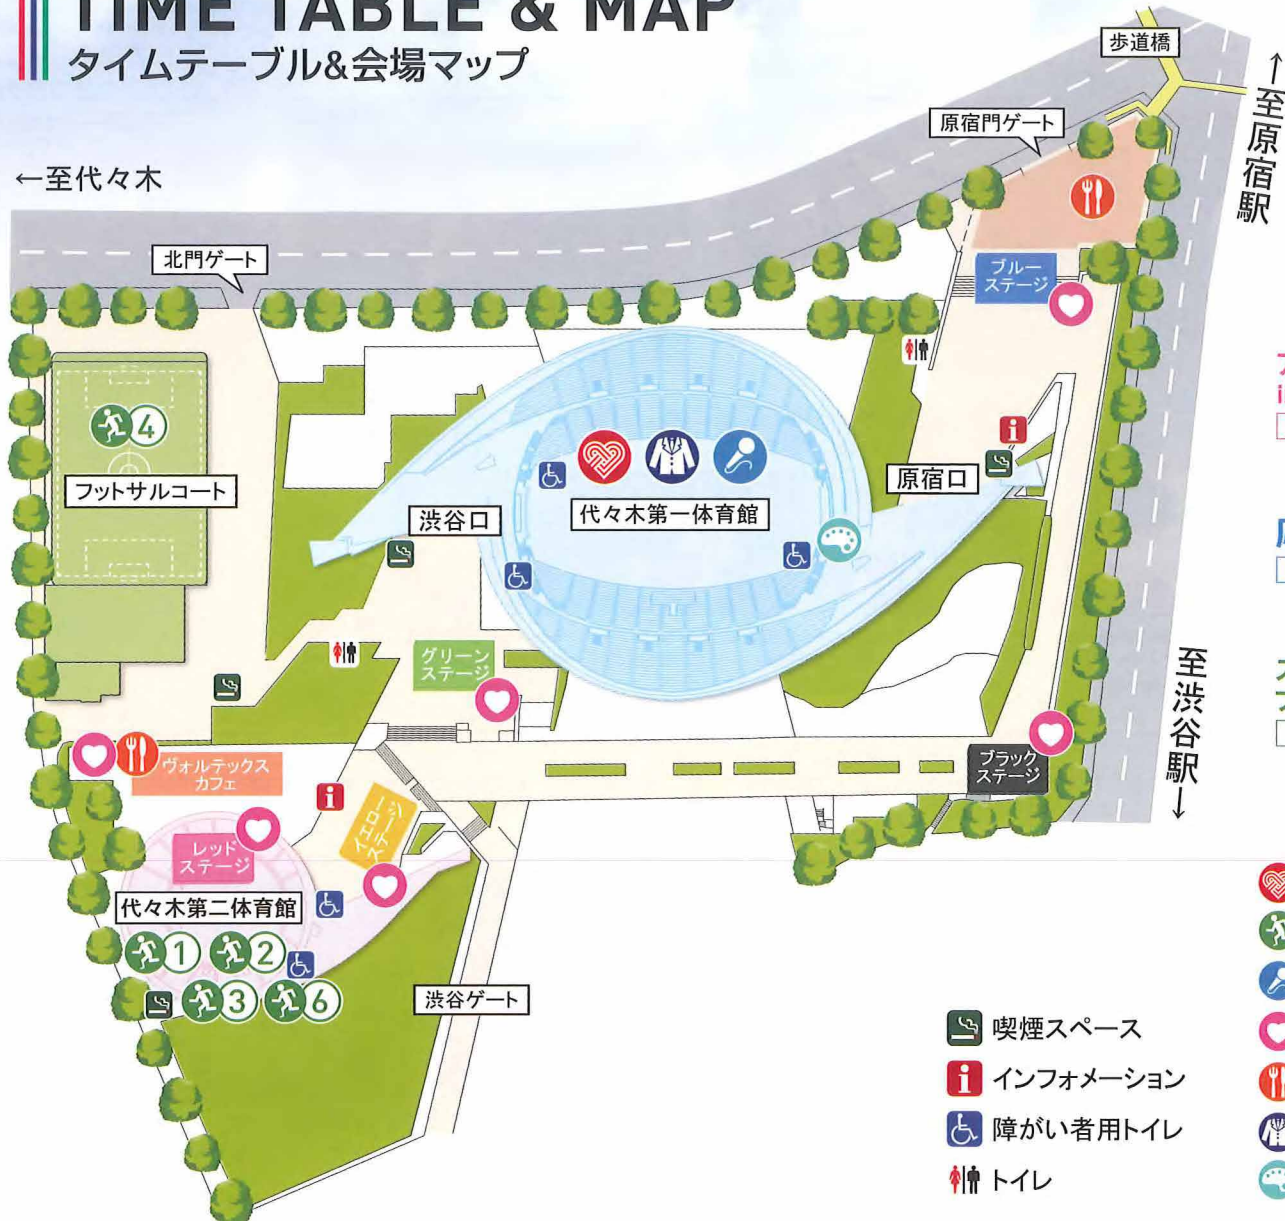 TIME TABLE & MAP
タイムテーブル&会場マップ
歩道橋
↑至原宿駅
原宿門ゲート
←至代々木
北門ゲート
ブルー
ステージ
4
フットサルコート
原宿口
渋谷口
代々木第一体育館
グリーン
ステージ
至渋谷駅↓
ヴォルテックス
カフェ
ブラック
ステージ
イエロー
ステージ
レッド
ステージ
代々木第二体育館
1
2
3
6
渋谷ゲート
喫煙スペース
インフォメーション
障がい者用トイレ
トイレ